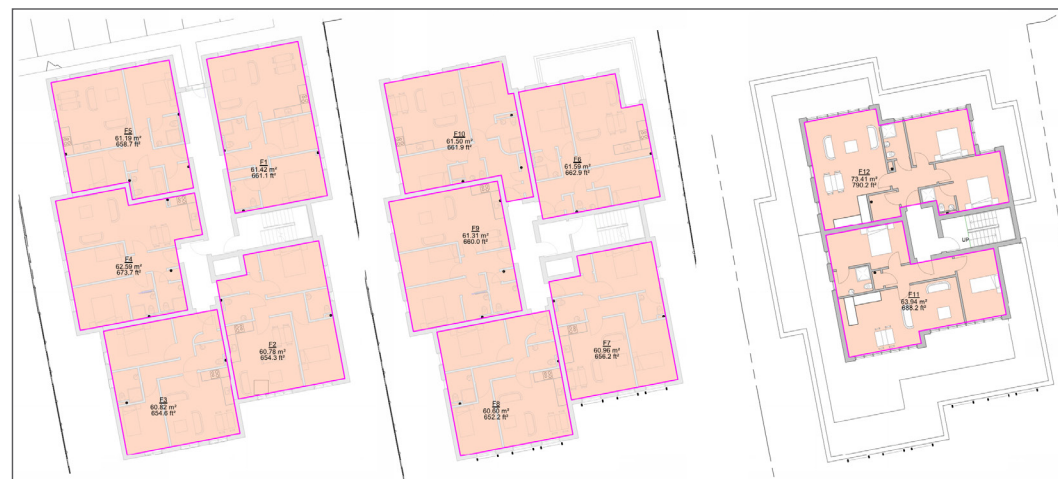 F5
61.19 m²
658.7 ft²
F1
61.42 m²
661.1 ft²
F4
62.59 m²
673.7 ft²
F2
60.78 m²
654.3 ft²
F3
60.82 m²
654.6 ft²
F10
61.50 m²
661.9 ft²
F6
61.59 m²
662.9 ft²
F9
61.31 m²
660.0 ft²
F7
60.96 m²
656.2 ft²
F8
60.60 m²
652.2 ft²
F12
73.41 m²
790.2 ft²
UP
F11
63.94 m²
688.2 ft²